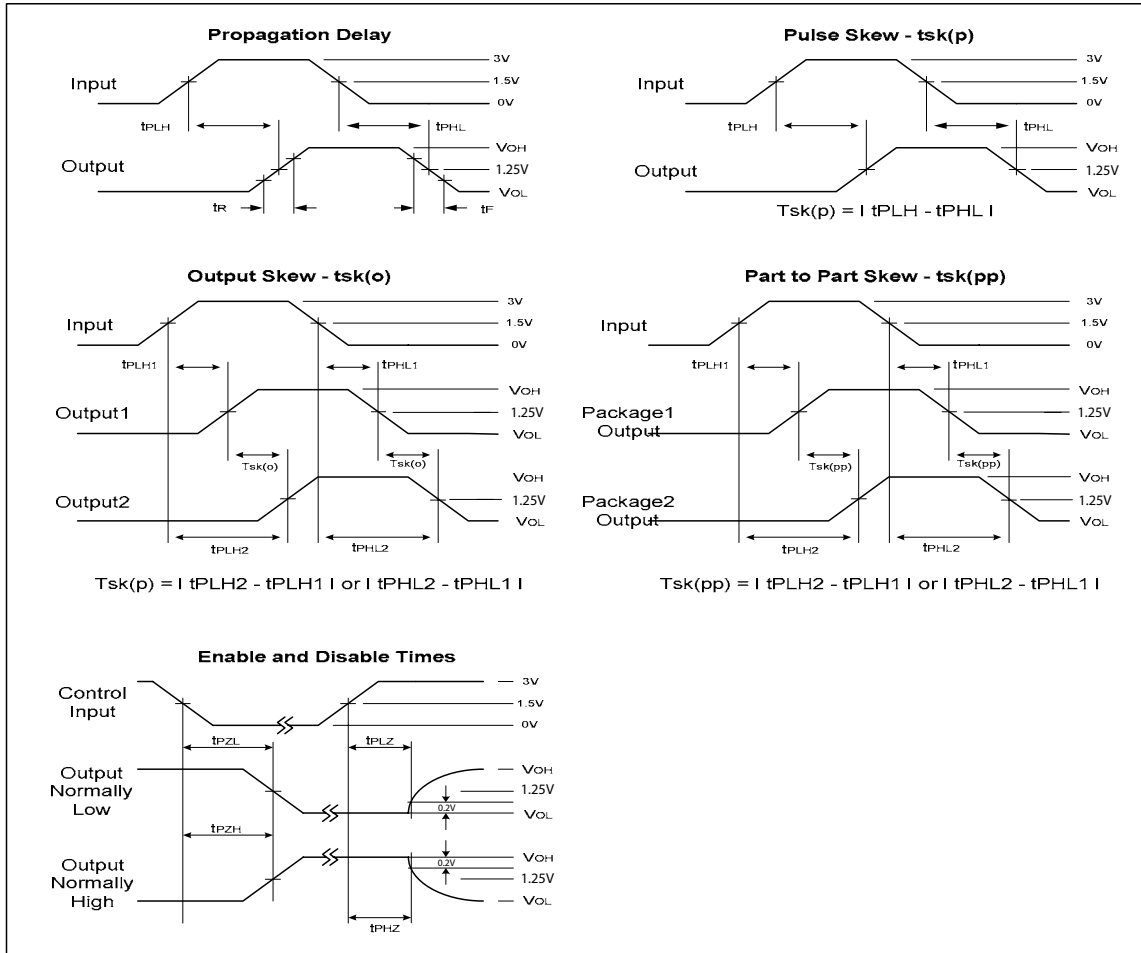 Propagation Delay
Input
3V
1.5V
0V
tPLH
tPHL
Output
VOH
1.25V
VOL
tR
tF
Pulse Skew - tsk(p)
Input
3V
1.5V
0V
tPLH
tPHL
Output
VOH
1.25V
VOL
Tsk(p) = I tPLH - tPHL I
Output Skew - tsk(o)
Input
3V
1.5V
0V
tPLH1
tPHL1
Output1
VOH
1.25V
VOL
Tsk(o)
Tsk(o)
Output2
VOH
1.25V
VOL
tPLH2
tPHL2
Tsk(p) = I tPLH2 - tPLH1 I or I tPHL2 - tPHL1 I
Part to Part Skew - tsk(pp)
Input
3V
1.5V
0V
tPLH1
tPHL1
Package1
Output
VOH
1.25V
VOL
Tsk(pp)
Tsk(pp)
Package2
Output
VOH
1.25V
VOL
tPLH2
tPHL2
Tsk(pp) = I tPLH2 - tPLH1 I or I tPHL2 - tPHL1 I
Enable and Disable Times
Control
Input
3V
1.5V
0V
tPZL
tPLZ
Output
Normally
Low
VOH
1.25V
0.2V
VOL
tPZH
Output
Normally
High
VOH
0.2V
1.25V
VOL
tPHZ